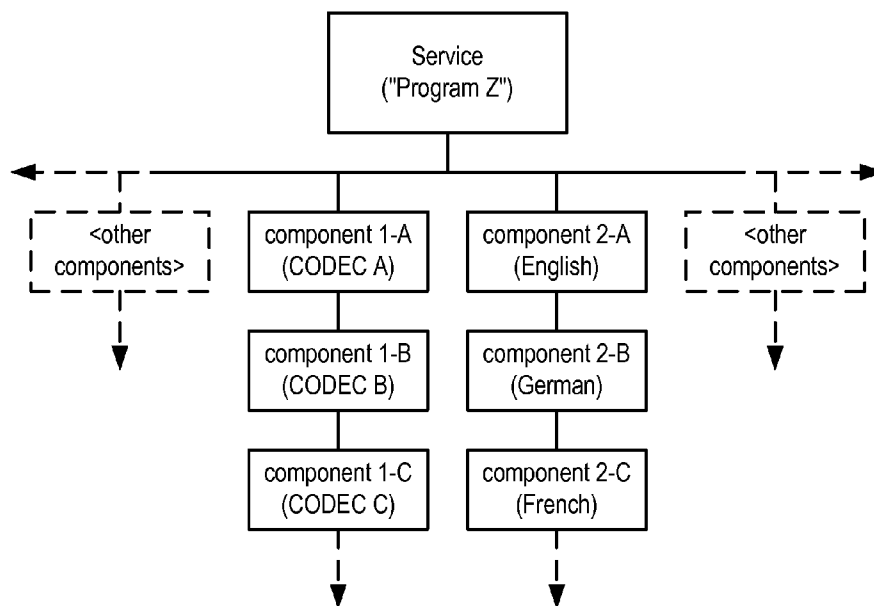 Service
("Program Z")
<other
components>
component 1-A
(CODEC A)
component 2-A
(English)
<other
components>
component 1-B
(CODEC B)
component 2-B
(German)
component 1-C
(CODEC C)
component 2-C
(French)